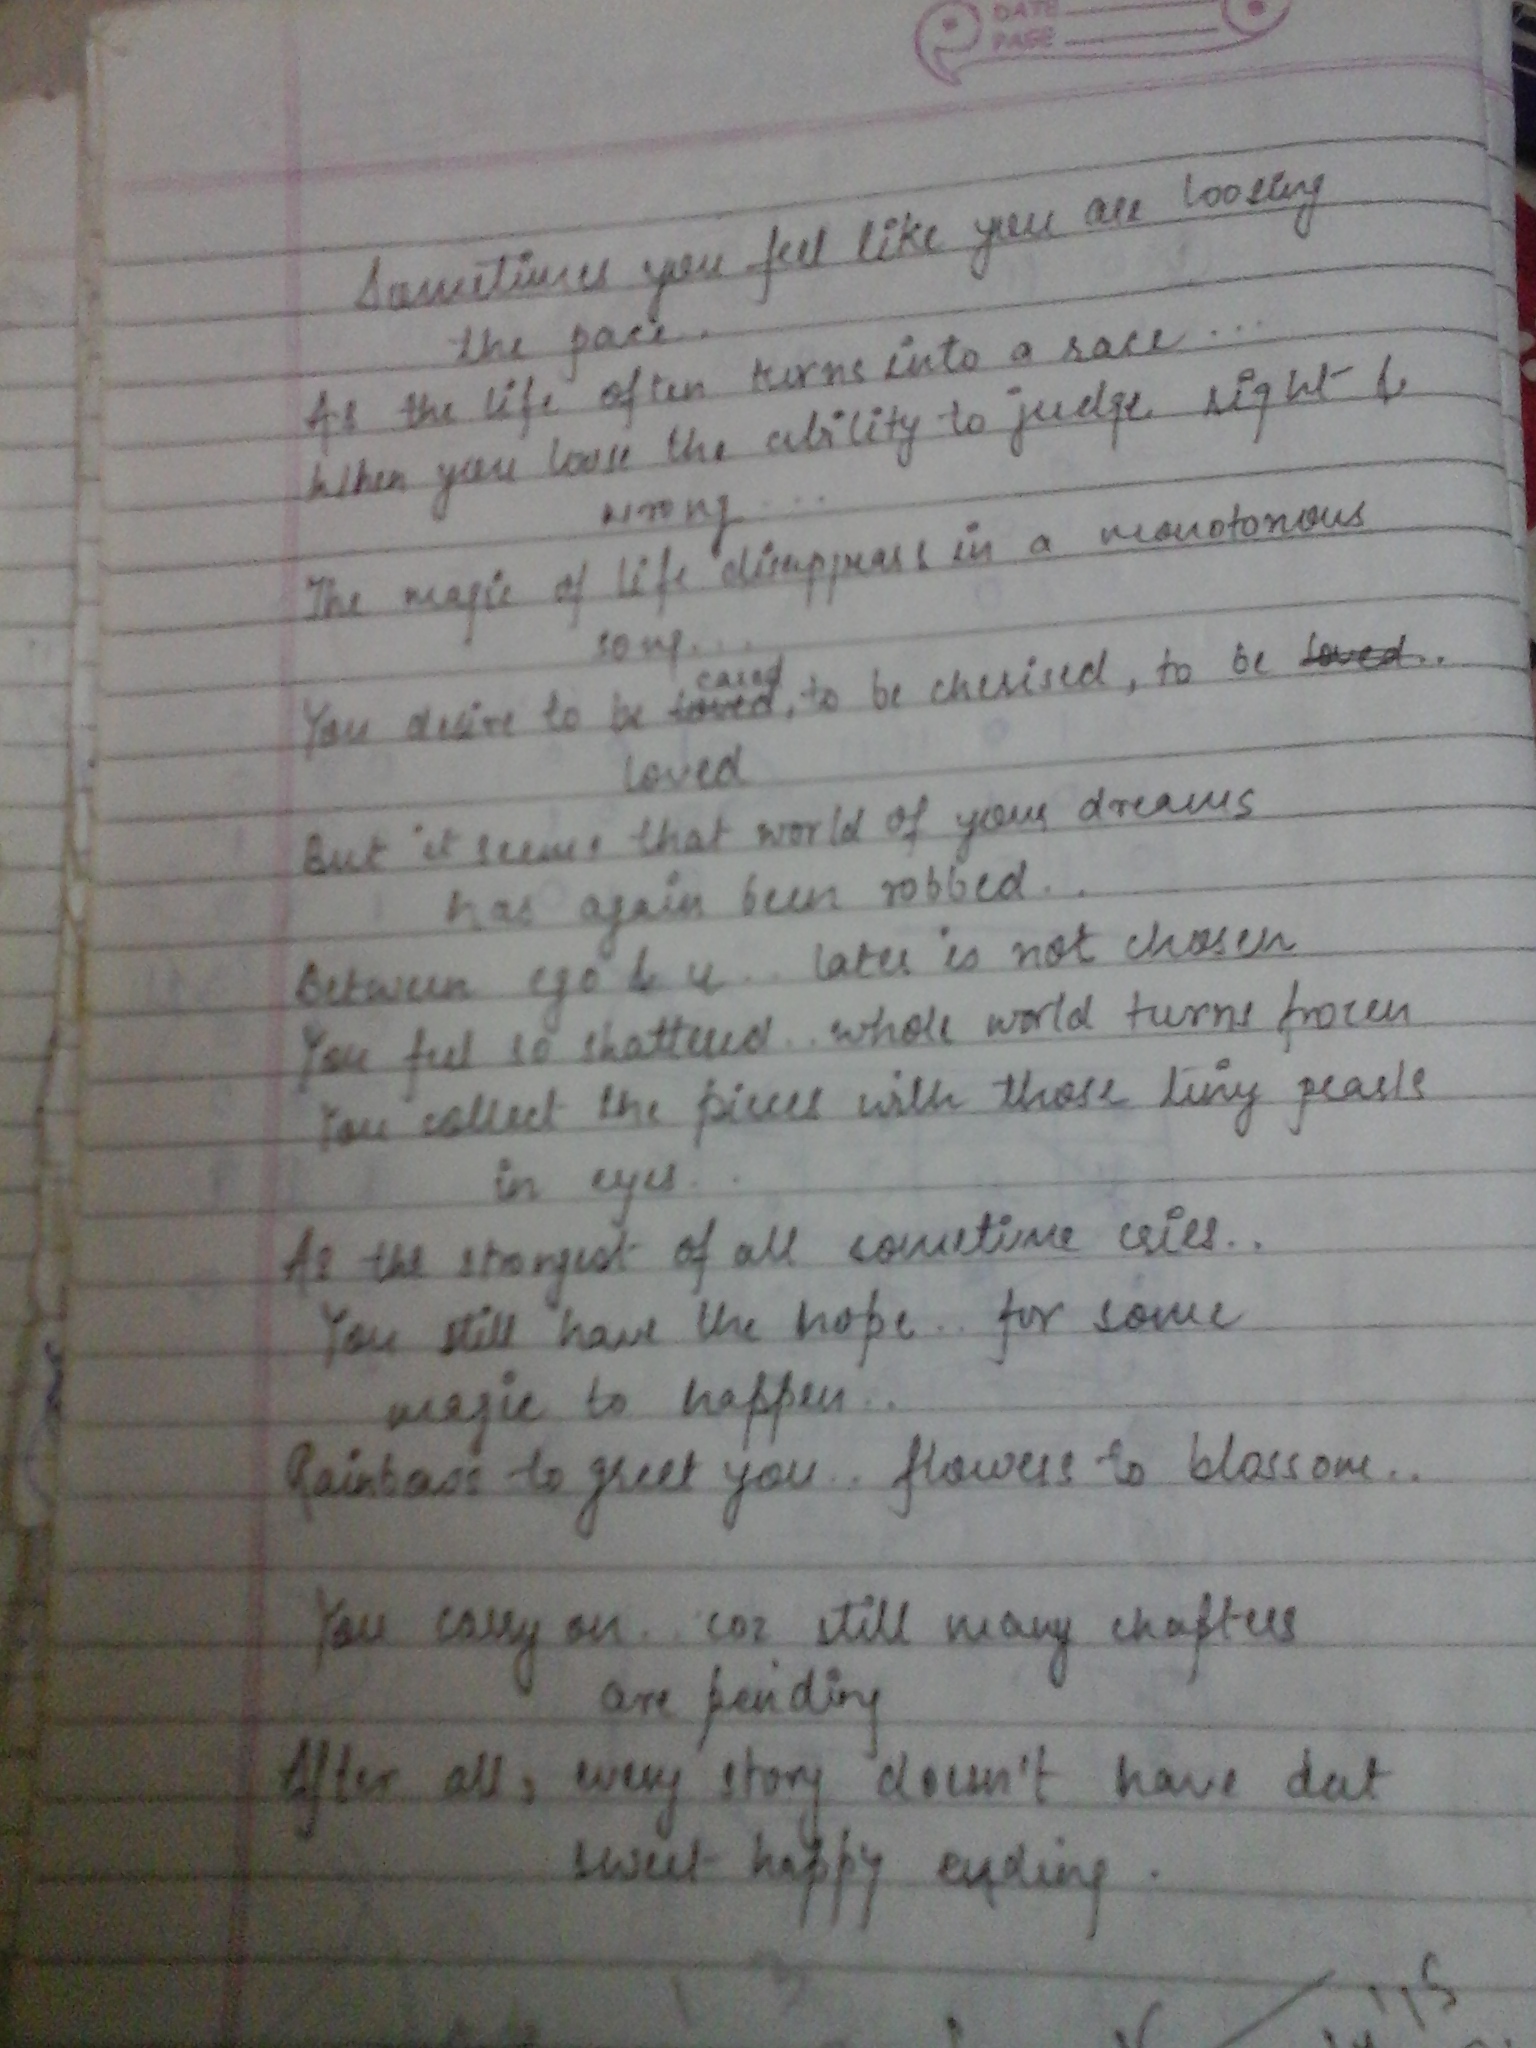 DATE
PAGE
Sometimes you feel like you are loosing
the pace..
As the life often turns into a race ...
When you loose the ability to judge right &
wrong ....
The magic of life disappears in a monotonous
song....
cared
You desire to be loved, to be cherised, to be loved..
loved
But it seems that world of your dreams
has again been robbed..
Between ego & u.. later is not chosen
You feel so shattered.. whole world turns frozen
You collect the pieces with those tiny pearls
in eyes..
As the strongest of all sometime cries..
You still have the hope.. for some
magic to happen..
Rainbows to greet you.. flowers to blossom..
You carry on.. coz still many chapters
are pending
After all, every story doesn't have dat
sweet happy ending.